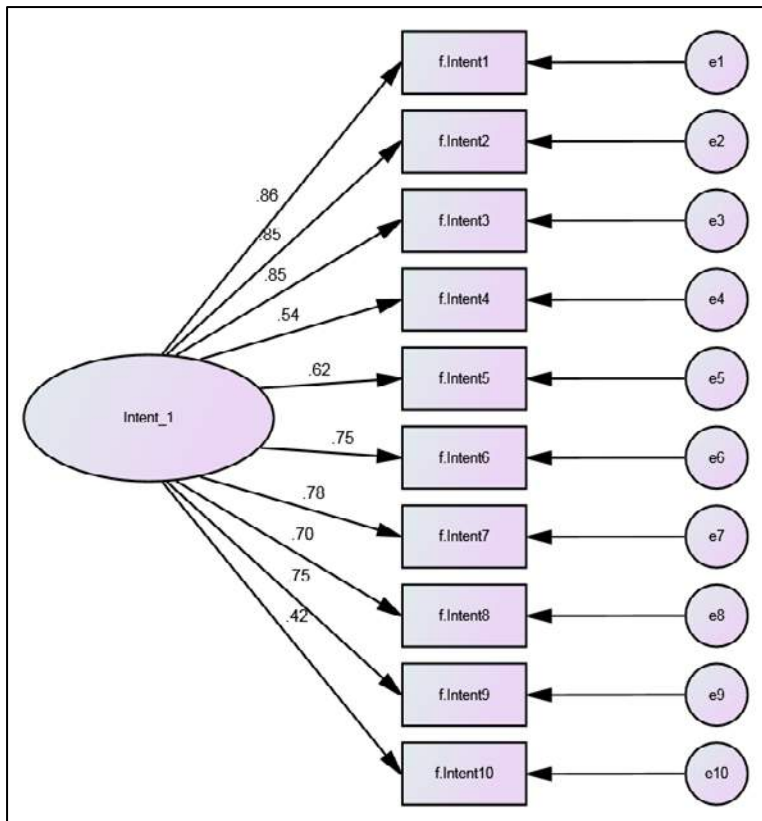 f.Intent1
e1
f.Intent2
e2
.86
.85
f.Intent3
e3
.85
f.Intent4
e4
.54
.62
f.Intent5
e5
Intent_1
.75
f.Intent6
e6
.78
f.Intent7
e7
.70
.75
f.Intent8
e8
.42
f.Intent9
e9
f.Intent10
e10